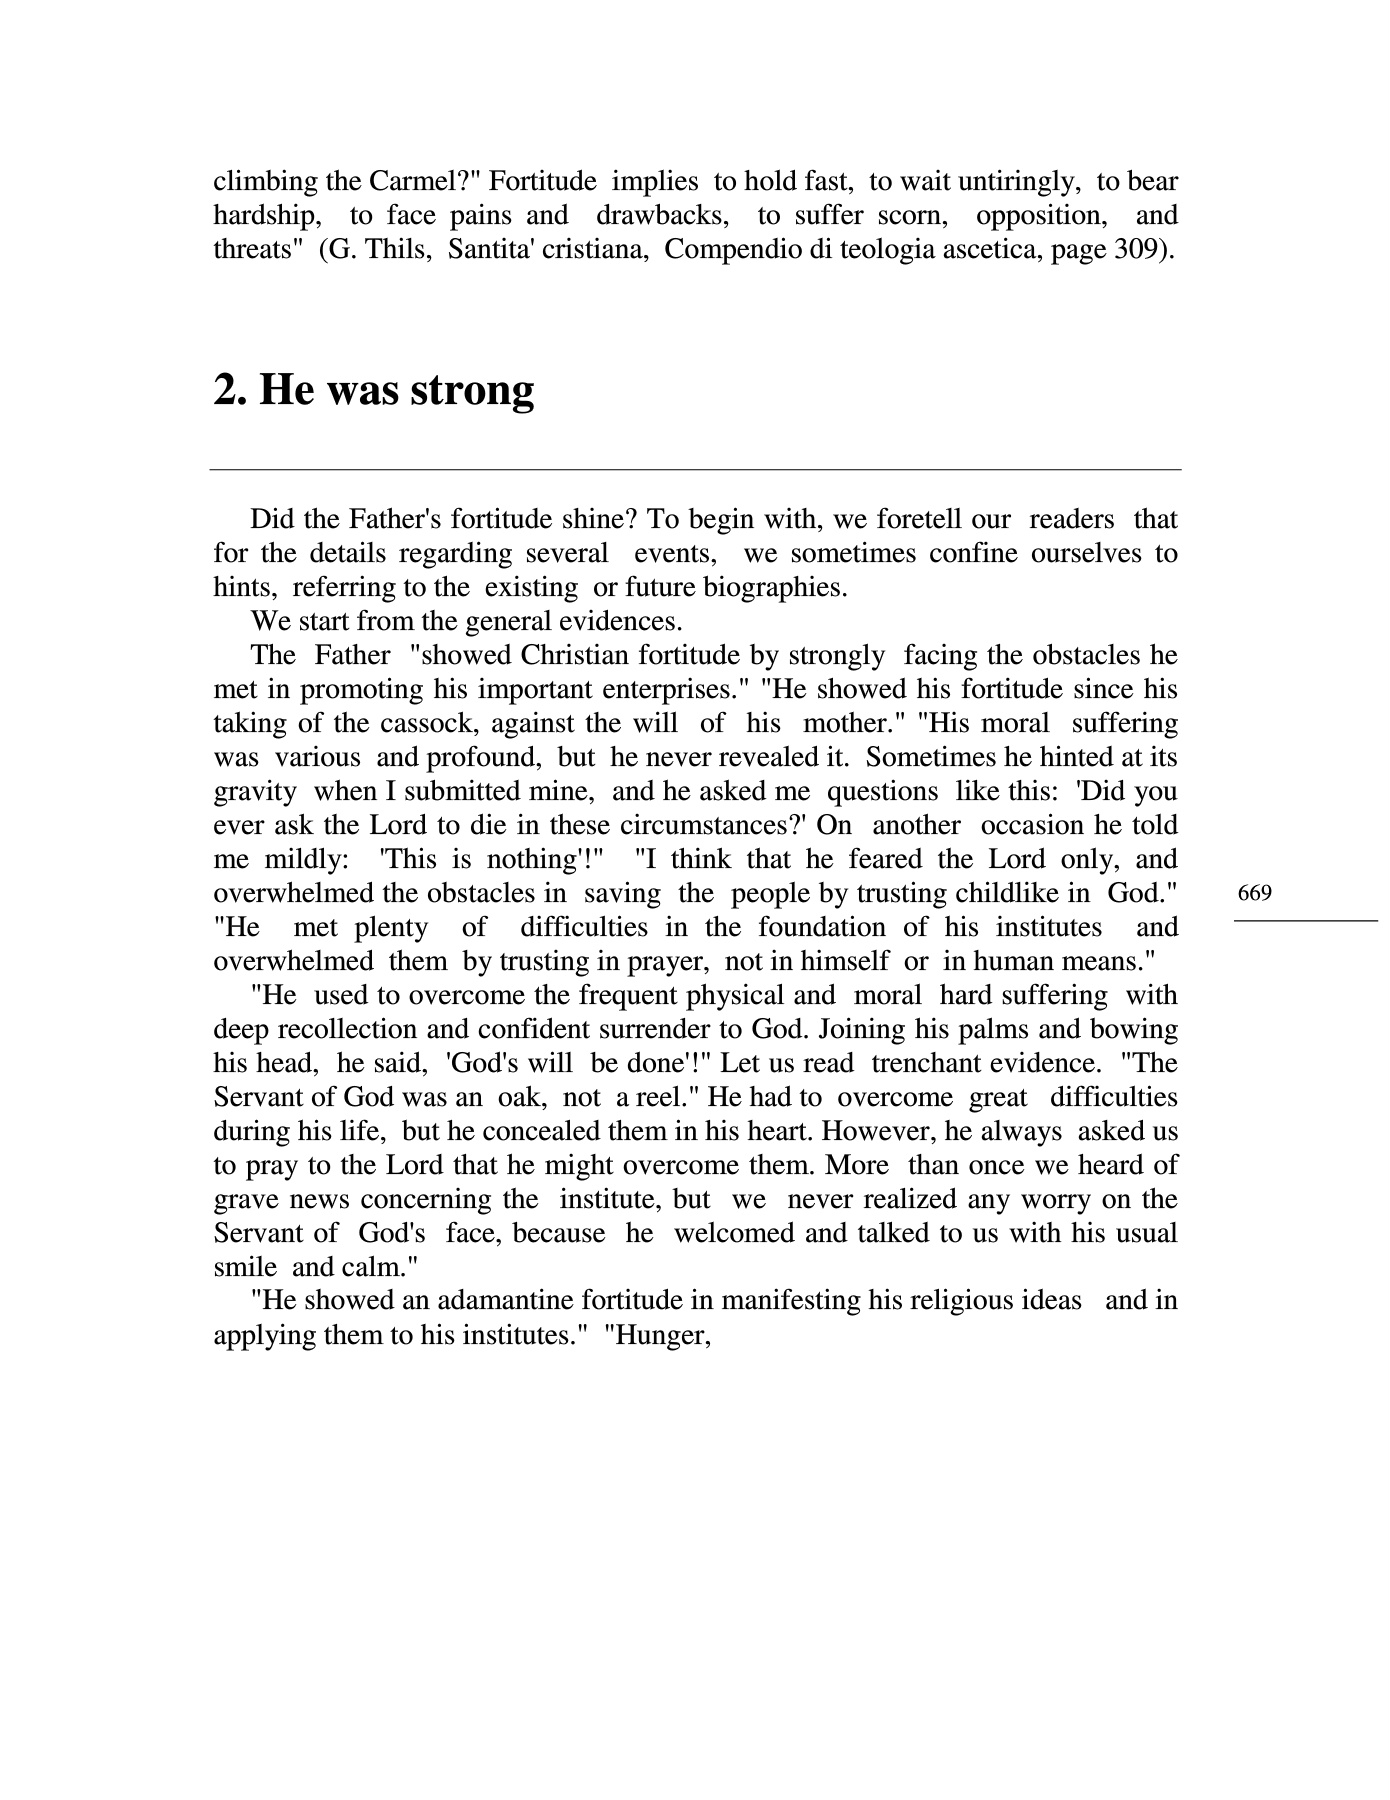 climbing the Carmel?" Fortitude implies to hold fast, to wait untiringly, to bear
hardship, to face pains and drawbacks, to suffer scorn, opposition, and
threats" (G. Thils, Santita' cristiana, Compendio di teologia ascetica, page 309).
2. He was strong
Did the Father's fortitude shine? To begin with, we foretell our readers that
for the details regarding several events, we sometimes confine ourselves to
hints, referring to the existing or future biographies.
We start from the general evidences.
The Father "showed Christian fortitude by strongly facing the obstacles he
met in promoting his important enterprises." "He showed his fortitude since his
taking of the cassock, against the will of his mother." "His moral suffering
was various and profound, but he never revealed it. Sometimes he hinted at its
gravity when I submitted mine, and he asked me questions like this: 'Did you
ever ask the Lord to die in these circumstances?' On another occasion he told
me mildly: 'This is nothing'!" "I think that he feared the Lord only, and
overwhelmed the obstacles in saving the people by trusting childlike in God."
"He met plenty of difficulties in the foundation of his institutes and
overwhelmed them by trusting in prayer, not in himself or in human means."
"He used to overcome the frequent physical and moral hard suffering with
deep recollection and confident surrender to God. Joining his palms and bowing
his head, he said, 'God's will be done'!" Let us read trenchant evidence. "The
Servant of God was an oak, not a reel." He had to overcome great difficulties
during his life, but he concealed them in his heart. However, he always asked us
to pray to the Lord that he might overcome them. More than once we heard of
grave news concerning the institute, but we never realized any worry on the
Servant of God's face, because he welcomed and talked to us with his usual
smile and calm."
"He showed an adamantine fortitude in manifesting his religious ideas and in
applying them to his institutes." "Hunger,
669